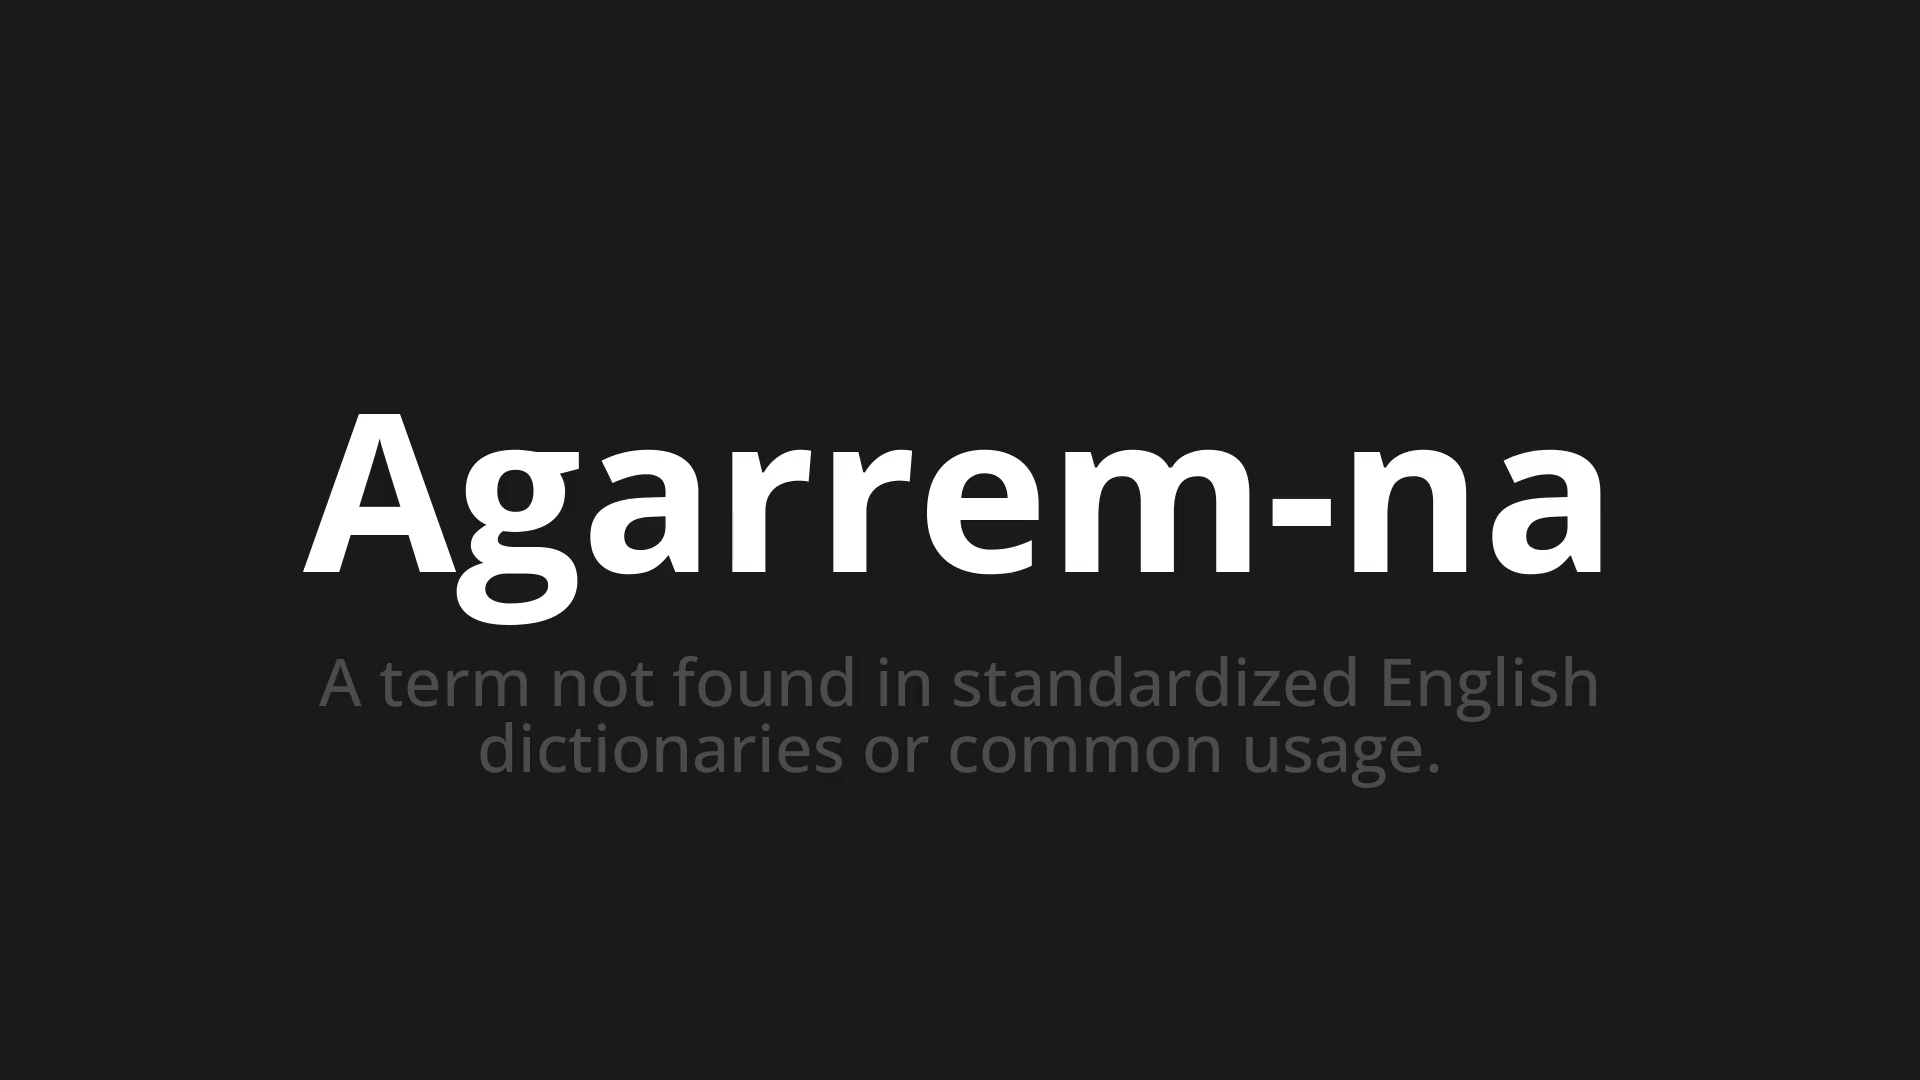 Agarrem-na
A term not found in standardized English
dictionaries or common usage.